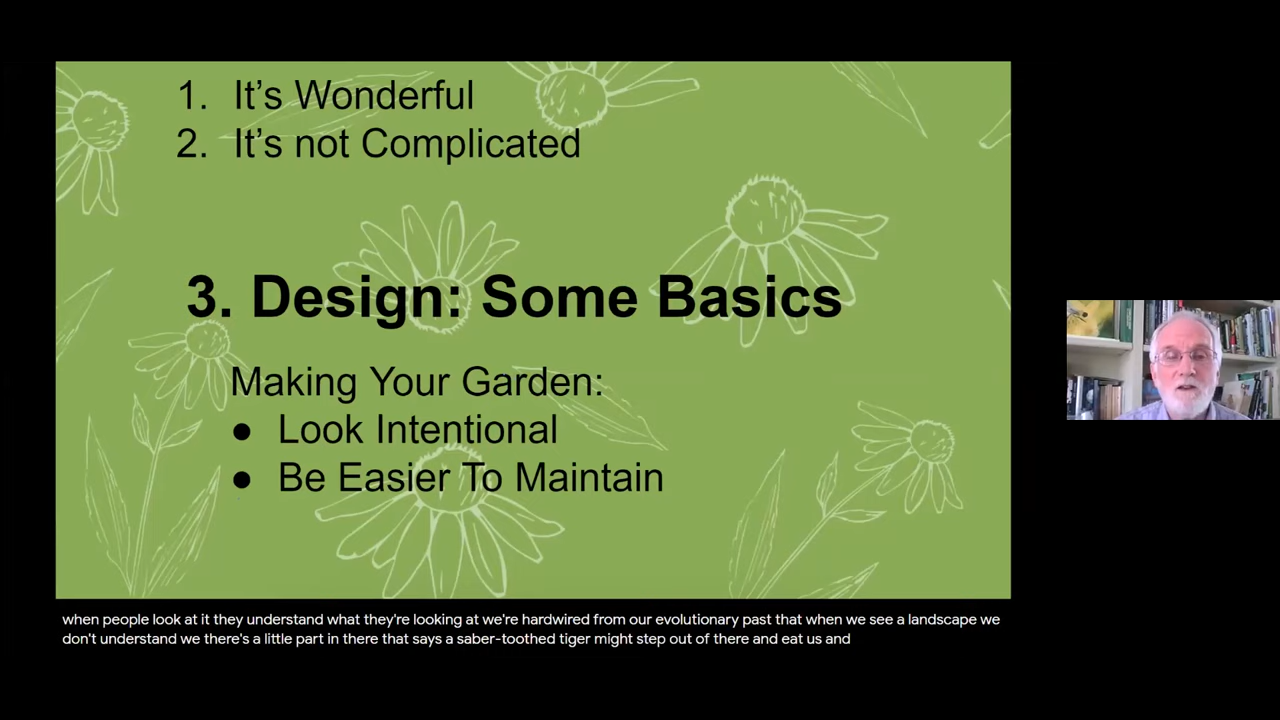 1. It's Wonderful
2. It's not Complicated
3. Design: Some Basics
Making Your Garden:
● Look Intentional
● Be Easier To Maintain
when people look at it they understand what they're looking at we're hardwired from our evolutionary past that when we see a landscape we
don't understand we there's a little part in there that says a saber-toothed tiger might step out of there and eat us and